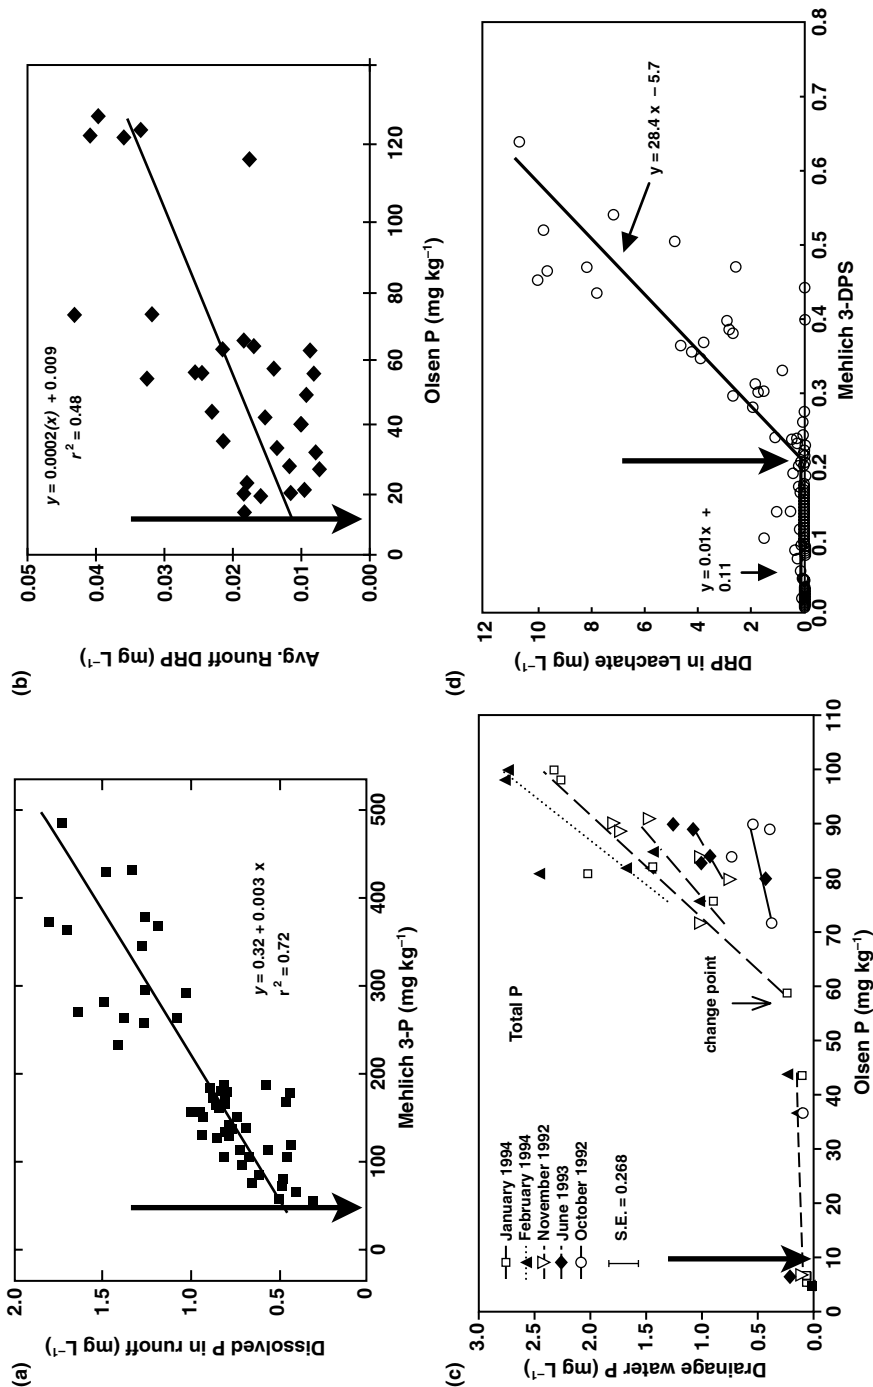 (a)
2.0
1.5
1.0
0.5
0
0
100
200
300
400
500
Dissolved P in runoff (mg L⁻¹)
Mehlich 3-P (mg kg⁻¹)
y = 0.32 + 0.003 x
r² = 0.72
(b)
0.05
0.04
0.03
0.02
0.01
0.00
0
20
40
60
80
100
120
Avg. Runoff DRP (mg L⁻¹)
Olsen P (mg kg⁻¹)
y = 0.0002(x) + 0.009
r² = 0.48
(c)
3.0
2.5
2.0
1.5
1.0
0.5
0.0
0
10
20
30
40
50
60
70
80
90
100
110
Drainage water P (mg L⁻¹)
Olsen P (mg kg⁻¹)
January 1994
February 1994
November 1992
June 1993
October 1992
S.E. = 0.268
Total P
change point
(d)
12
10
8
6
4
2
0
0.0
0.1
0.2
0.3
0.4
0.5
0.6
0.7
0.8
DRP in Leachate (mg L⁻¹)
Mehlich 3-DPS
y = 0.01x +
0.11
y = 28.4 x − 5.7